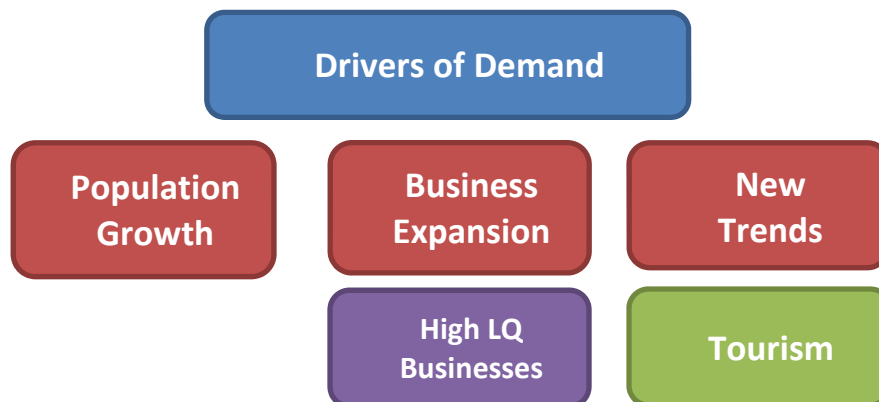 Drivers of Demand
Population
Growth
Business
Expansion
New
Trends
High LQ
Businesses
Tourism